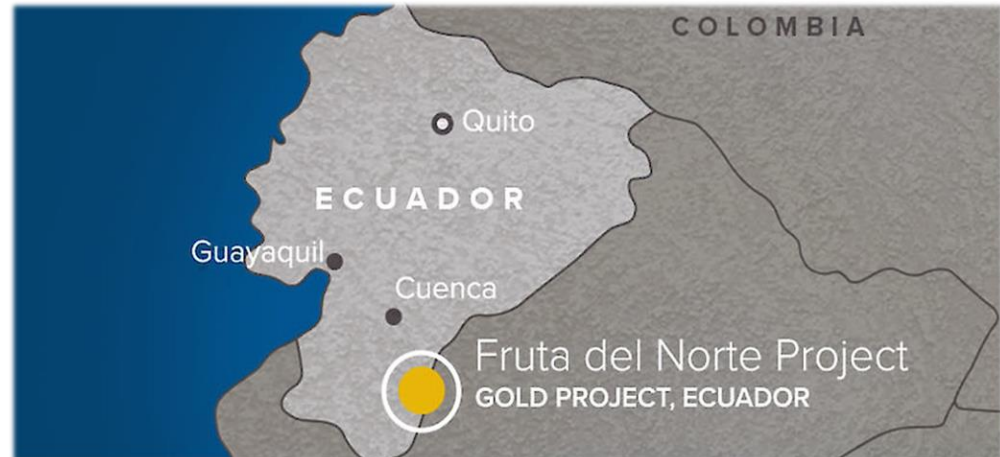 COLOMBIA
Quito
ECUADOR
Guayaquil
Cuenca
Fruta del Norte Project
GOLD PROJECT, ECUADOR